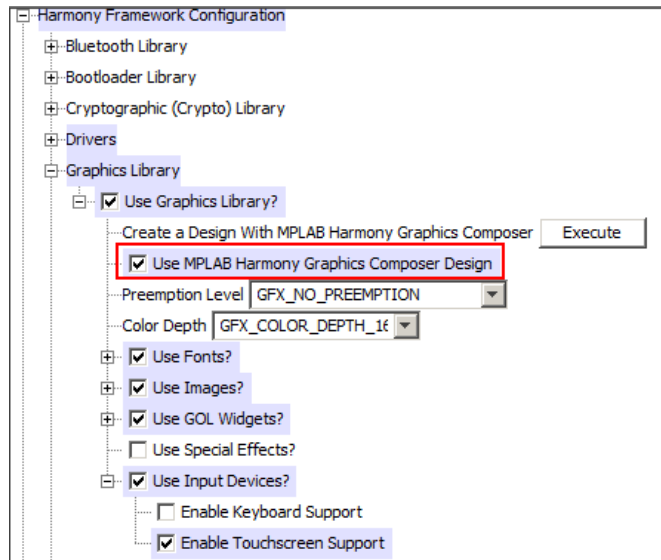 Harmony Framework Configuration
Bluetooth Library
Bootloader Library
Cryptographic (Crypto) Library
Drivers
Graphics Library
Use Graphics Library?
Create a Design With MPLAB Harmony Graphics Composer Execute
Use MPLAB Harmony Graphics Composer Design
Preemption Level GFX_NO_PREEMPTION
Color Depth GFX_COLOR_DEPTH_16
Use Fonts?
Use Images?
Use GOL Widgets?
Use Special Effects?
Use Input Devices?
Enable Keyboard Support
Enable Touchscreen Support